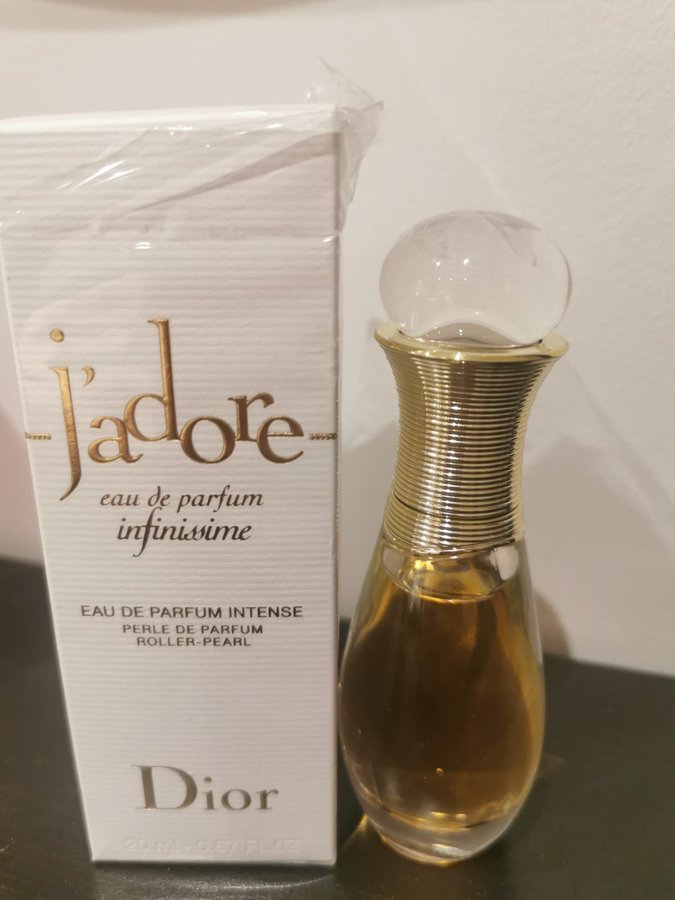 j'adore
eau de parfum
infinissime
EAU DE PARFUM INTENSE
PERLE DE PARFUM
ROLLER-PEARL
Dior
20 ml - 0.67 FL.OZ